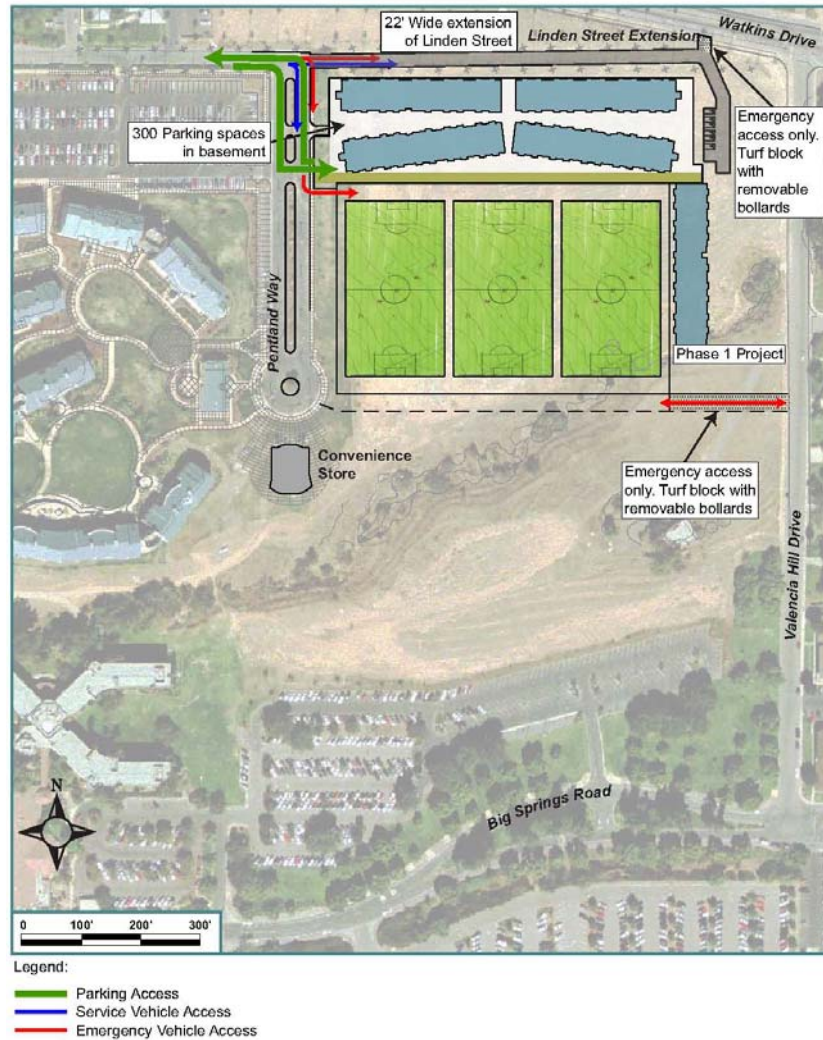 22' Wide extension
of Linden Street
Linden Street Extension
Watkins Drive
300 Parking spaces
in basement
Emergency
access only.
Turf block
with
removable
bollards
Pentland Way
Phase 1 Project
Convenience
Store
Emergency access
only. Turf block with
removable bollards
Valencia Hill Drive
Big Springs Road
N
0 100' 200' 300'
Legend:
Parking Access
Service Vehicle Access
Emergency Vehicle Access